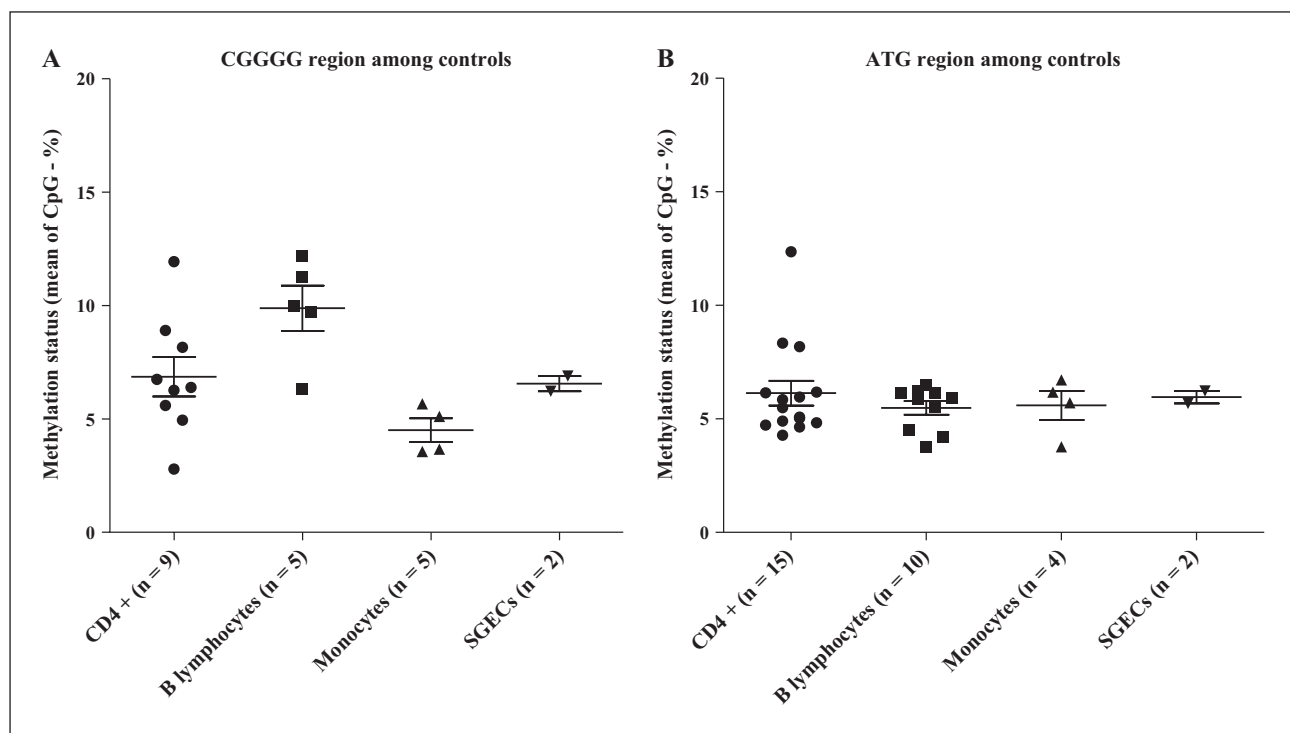 A
CGGGG region among controls
Methylation status (mean of CpG - %)
20
15
10
5
0
CD4 + (n = 9)
B lymphocytes (n = 5)
Monocytes (n = 5)
SGECs (n = 2)
B
ATG region among controls
Methylation status (mean of CpG - %)
20
15
10
5
0
CD4 + (n = 15)
B lymphocytes (n = 10)
Monocytes (n = 4)
SGECs (n = 2)